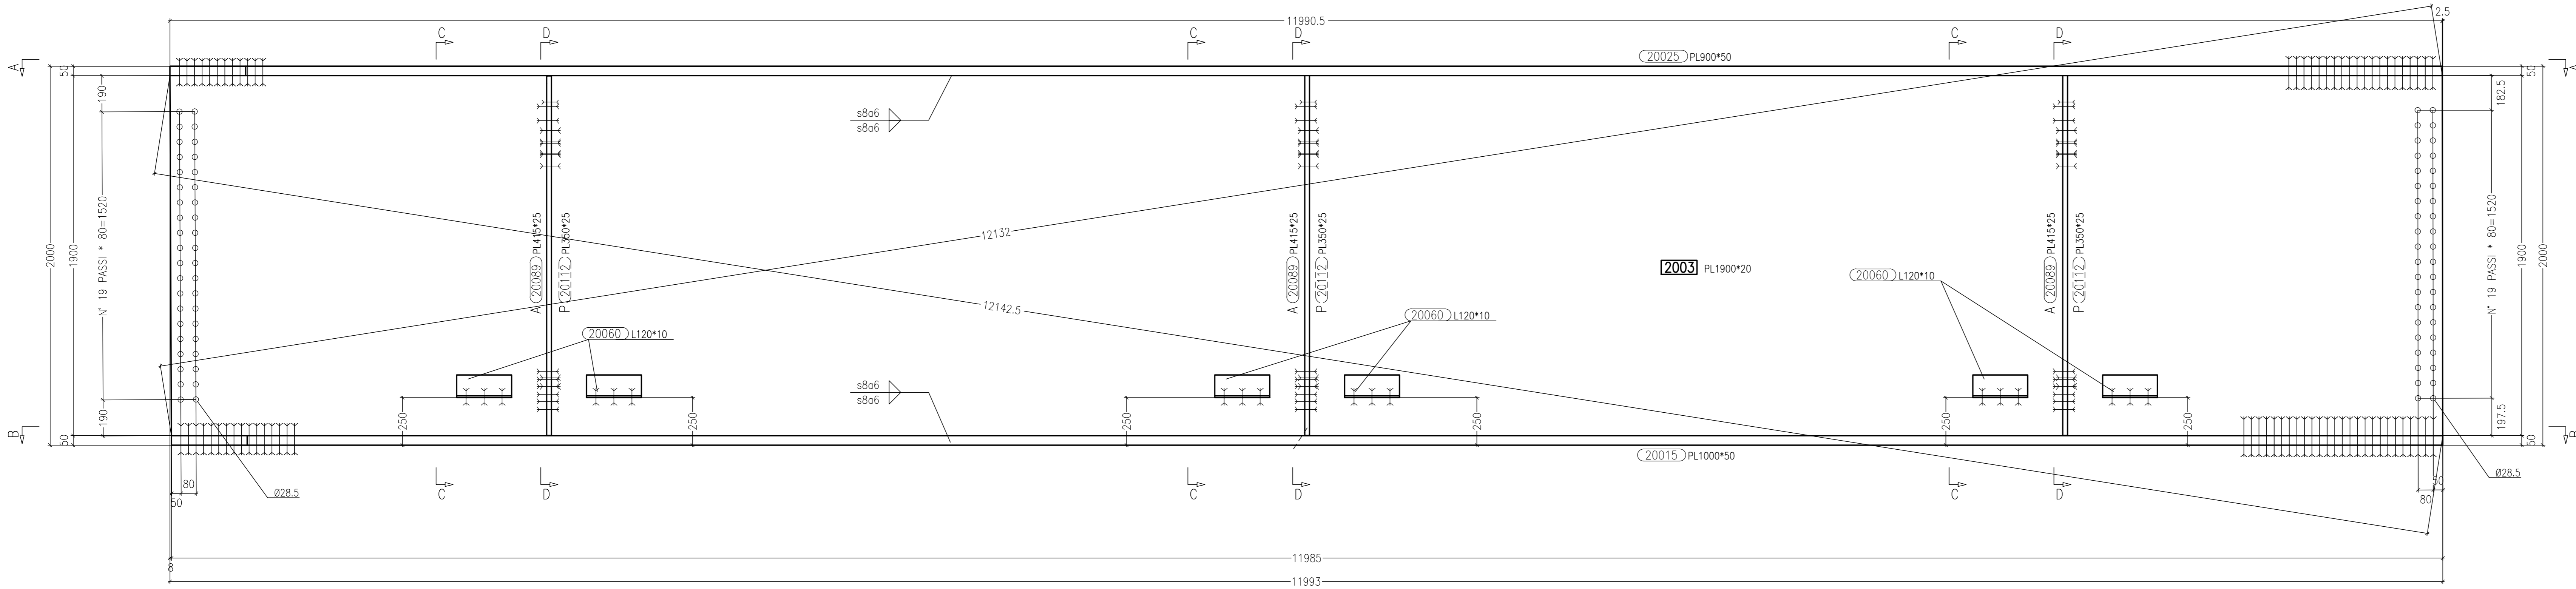 11990.5
2.5
C
D
C
D
C
D
A
A
20025 PL900*50
50
50
190
182.5
s8a6
s8a6
2000
1900
N° 19 PASSI * 80=1520
A 20089 PL415*25
P 20112 PL350*25
12132
A 20089 PL415*25
P 20112 PL350*25
2003 PL1900*20
A 20089 PL415*25
P 20112 PL350*25
N° 19 PASSI * 80=1520
1900
2000
20060 L120*10
12142.5
20060 L120*10
20060 L120*10
s8a6
s8a6
190
250
250
250
250
250
250
197.5
B
B
50
50
20015 PL1000*50
80
50
Ø28.5
C
D
C
D
C
D
50
80
Ø28.5
11985
8
11993